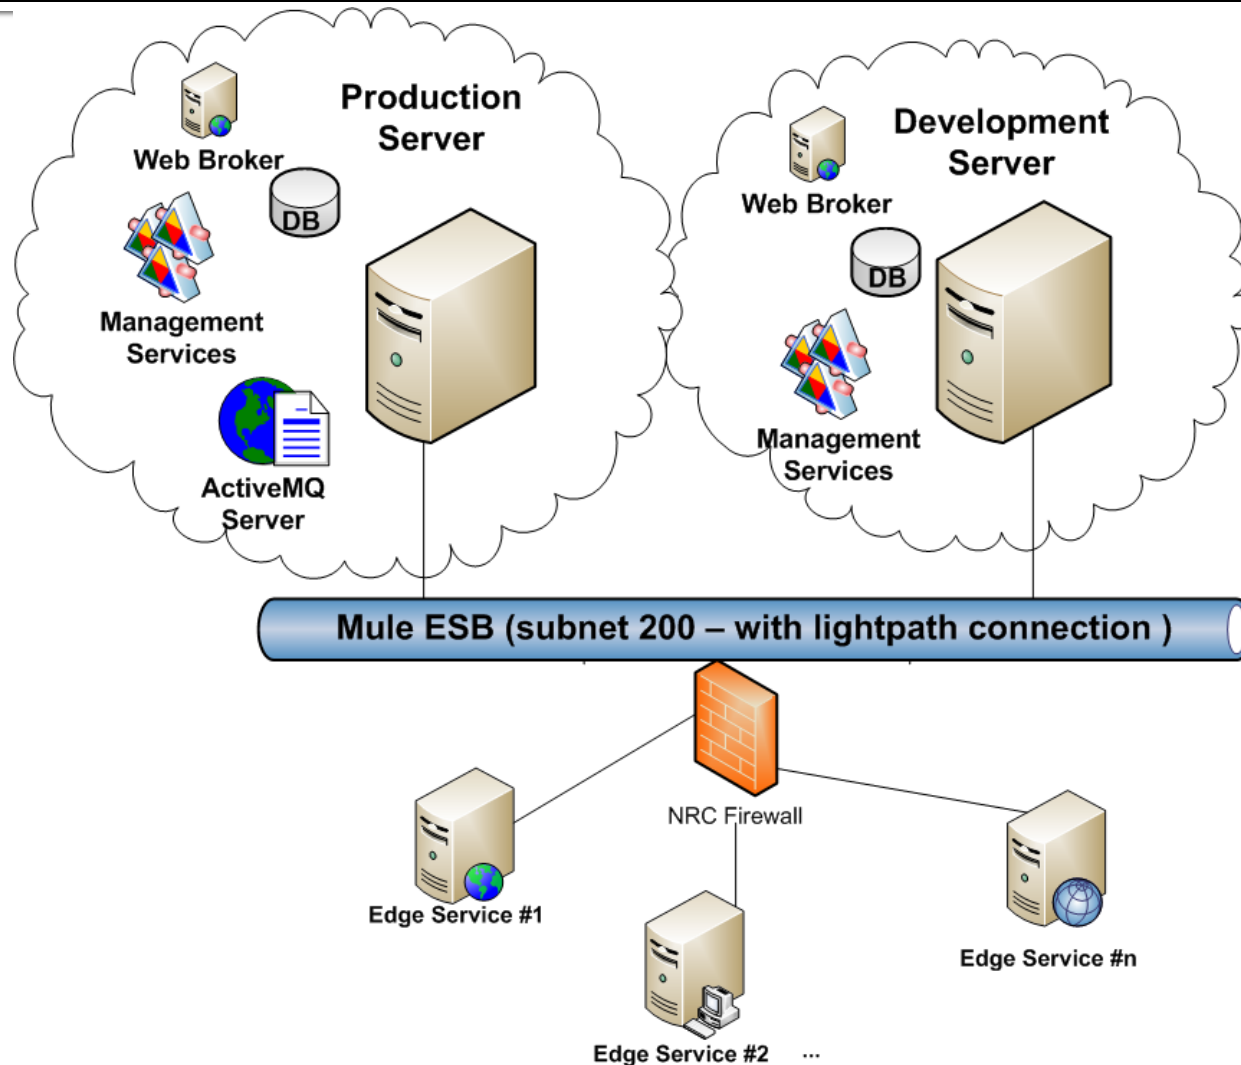 Production
Server
Web Broker
DB
Management
Services
ActiveMQ
Server
Development
Server
Web Broker
DB
Management
Services
Mule ESB (subnet 200 – with lightpath connection )
NRC Firewall
Edge Service #1
Edge Service #2 ...
Edge Service #n